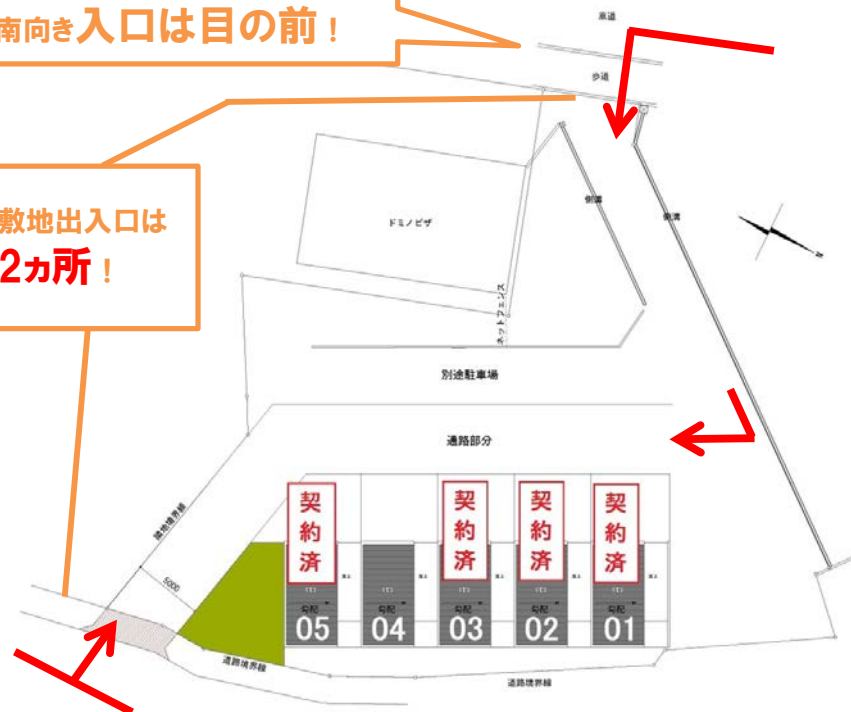 南向き入口は目の前！
車道
歩道
敷地出入口は
2ヵ所！
ドミノピザ
側溝
側溝
ネットフェンス
別途駐車場
通路部分
隣地境界線
5000
契約済
契約済
契約済
契約済
勾配
勾配
勾配
勾配
勾配
05
04
03
02
01
道路境界線
道路境界線